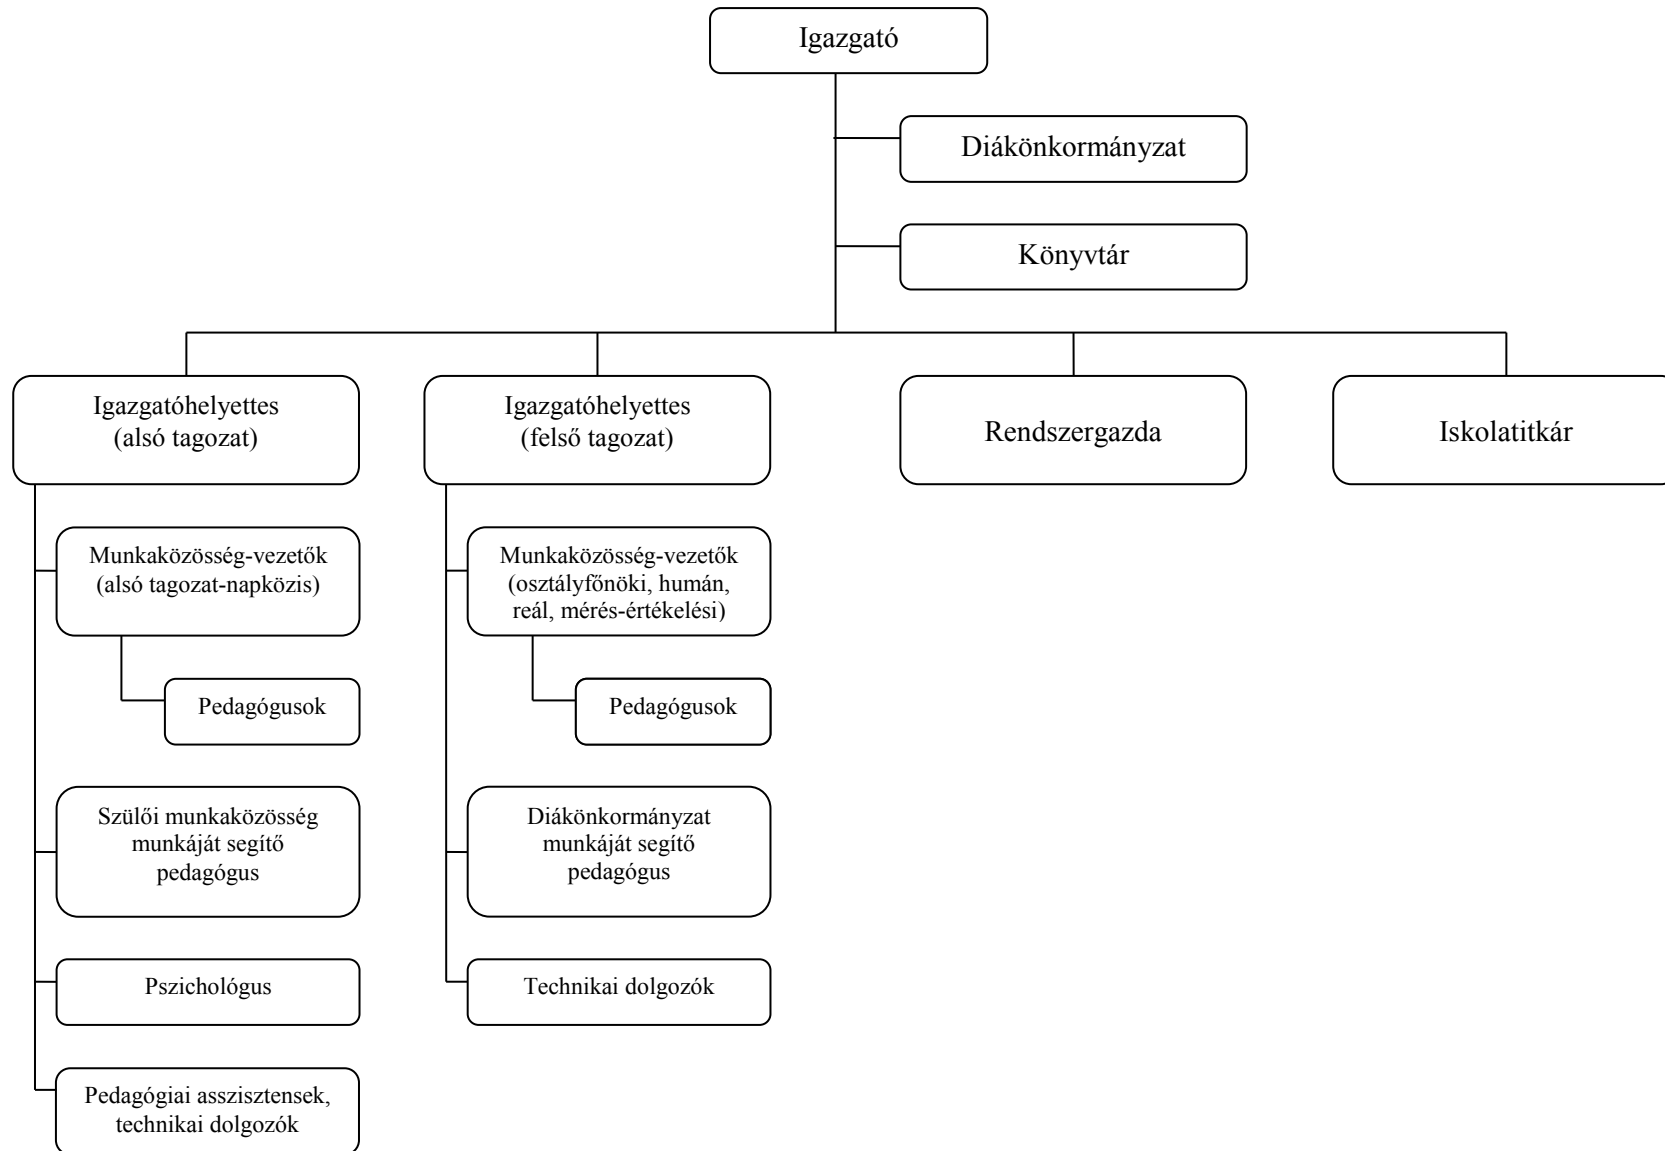 Igazgató
Diákönkormányzat
Könyvtár
Igazgatóhelyettes
(alsó tagozat)
Igazgatóhelyettes
(felső tagozat)
Rendszergazda
Iskolatitkár
Munkaközösség-vezetők
(alsó tagozat-napközis)
Munkaközösség-vezetők
(osztályfőnöki, humán,
reál, mérés-értékelési)
Pedagógusok
Pedagógusok
Szülői munkaközösség
munkáját segítő
pedagógus
Diákönkormányzat
munkáját segítő
pedagógus
Pszichológus
Technikai dolgozók
Pedagógiai asszisztensek,
technikai dolgozók